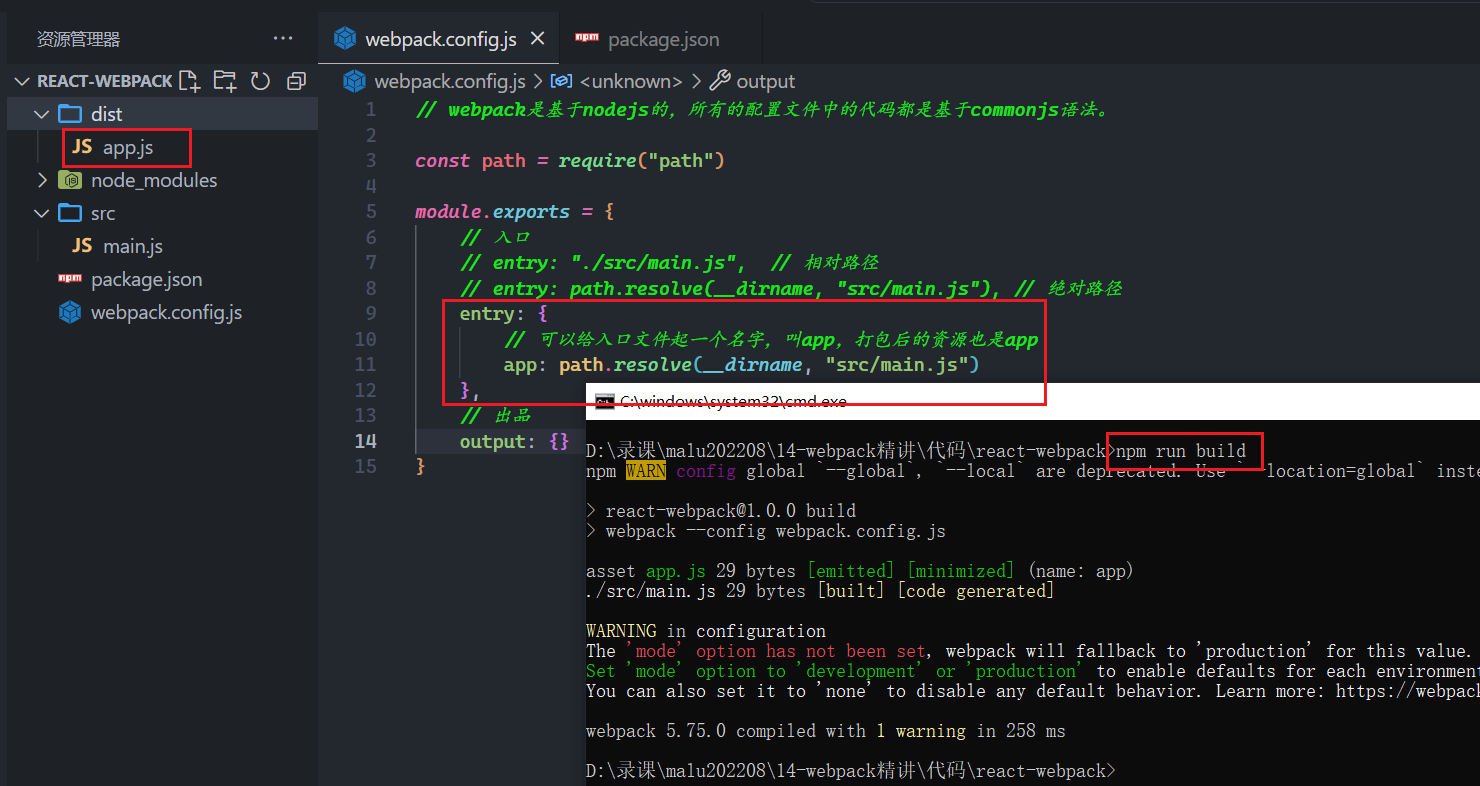 资源管理器 ···
REACT-WEBPACK
dist
JS app.js
node_modules
src
JS main.js
package.json
webpack.config.js
webpack.config.js
package.json
webpack.config.js > <unknown> > output
1 // webpack是基于nodejs的，所有的配置文件中的代码都是基于commonjs语法。
2
3 const path = require("path")
4
5 module.exports = {
6 // 入口
7 // entry: "./src/main.js",  // 相对路径
8 // entry: path.resolve(__dirname, "src/main.js"), // 绝对路径
9 entry: {
10 // 可以给入口文件起一个名字，叫app，打包后的资源也是app
11 app: path.resolve(__dirname, "src/main.js")
12 },
13 // 出品
14 output: {}
15 }
C:\windows\system32\cmd.exe
D:\录课\malu202208\14-webpack精讲\代码\react-webpack>npm run build
npm WARN config global `--global`, `--local` are deprecated. Use `--location=global` inste
> react-webpack@1.0.0 build
> webpack --config webpack.config.js
asset app.js 29 bytes [emitted] [minimized] (name: app)
./src/main.js 29 bytes [built] [code generated]
WARNING in configuration
The 'mode' option has not been set, webpack will fallback to 'production' for this value.
Set 'mode' option to 'development' or 'production' to enable defaults for each environment
You can also set it to 'none' to disable any default behavior. Learn more: https://webpack
webpack 5.75.0 compiled with 1 warning in 258 ms
D:\录课\malu202208\14-webpack精讲\代码\react-webpack>